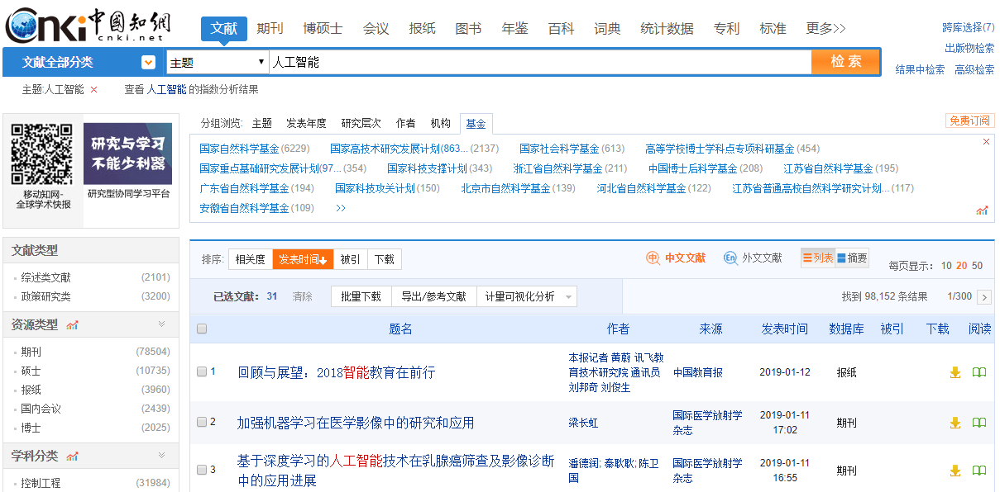 Cnki 中國知網
cnki.net
文献 期刊 博硕士 会议 报纸 图书 年鉴 百科 词典 统计数据 专利 标准 更多>>
跨库选择(7)
出版物检索
文献全部分类 主题 人工智能 检索
结果中检索 高级检索
主题:人工智能 × 查看 人工智能 的指数分析结果
研究与学习
不能少利器
移动知网-
全球学术快报
研究型协同学习平台
分组浏览: 主题 发表年度 研究层次 作者 机构 基金
免费订阅
国家自然科学基金(6229) 国家高技术研究发展计划(863...(2137) 国家社会科学基金(613) 高等学校博士学科点专项科研基金(454)
国家重点基础研究发展计划(97...(354) 国家科技支撑计划(343) 浙江省自然科学基金(211) 中国博士后科学基金(208) 江苏省自然科学基金(195)
广东省自然科学基金(194) 国家科技攻关计划(150) 北京市自然科学基金(139) 河北省自然科学基金(122) 江苏省普通高校自然科学研究计划...(117)
安徽省自然科学基金(109) >>
文献类型
综述类文献 (2101)
政策研究类 (3200)
资源类型
期刊 (78504)
硕士 (10735)
报纸 (3960)
国内会议 (2439)
博士 (2025)
学科分类
控制工程 (31984)
排序: 相关度 发表时间 被引 下载
中 中文文献 En 外文文献 列表 摘要 每页显示: 10 20 50
已选文献: 31 清除 批量下载 导出/参考文献 计量可视化分析
找到 98,152 条结果 1/300 >
题名 作者 来源 发表时间 数据库 被引 下载 阅读
1 回顾与展望：2018智能教育在前行
本报记者 黄蔚 讯飞教
育技术研究院 通讯员
刘邦奇 刘俊生
中国教育报 2019-01-12 报纸
2 加强机器学习在医学影像中的研究和应用
梁长虹
国际医学放射学
杂志
2019-01-11
17:02
期刊
3 基于深度学习的人工智能技术在乳腺癌筛查及影像诊断
中的应用进展
潘德润; 秦耿耿; 陈卫
国
国际医学放射学
杂志
2019-01-11
16:55
期刊